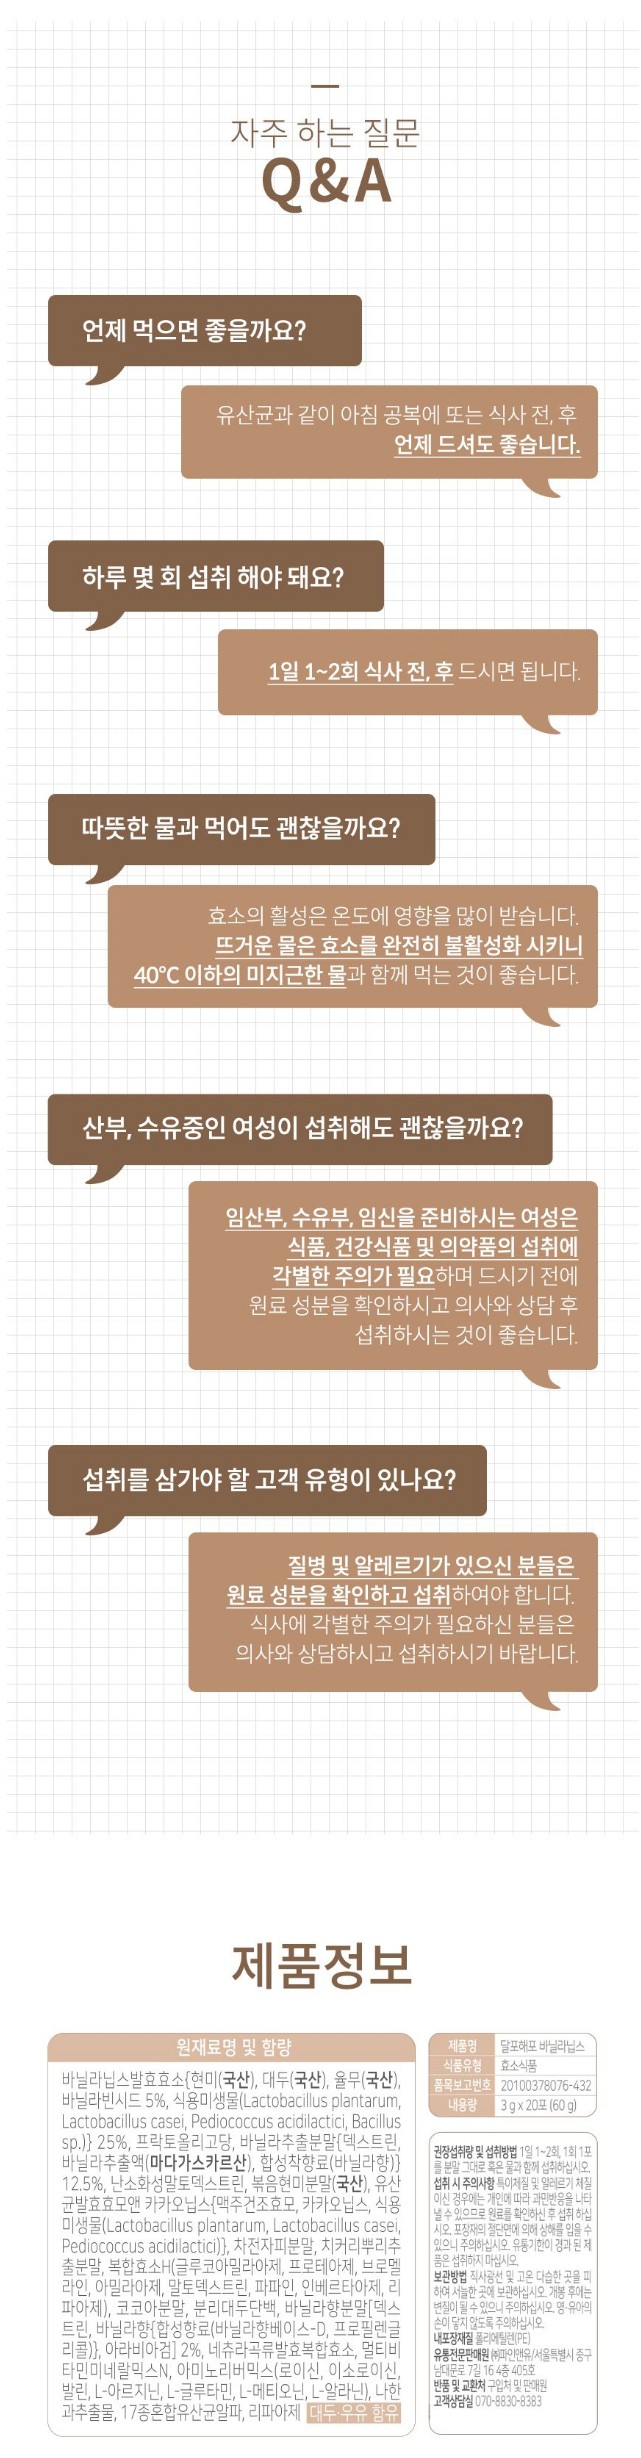 자주 하는 질문
Q&A
언제 먹으면 좋을까요?
유산균과 같이 아침 공복에 또는 식사 전, 후
언제 드셔도 좋습니다.
하루 몇 회 섭취 해야 돼요?
1일 1~2회 식사 전, 후 드시면 됩니다.
따뜻한 물과 먹어도 괜찮을까요?
효소의 활성은 온도에 영향을 많이 받습니다.
뜨거운 물은 효소를 완전히 불활성화 시키니
40℃ 이하의 미지근한 물과 함께 먹는 것이 좋습니다.
산부, 수유중인 여성이 섭취해도 괜찮을까요?
임산부, 수유부, 임신을 준비하시는 여성은
식품, 건강식품 및 의약품의 섭취에
각별한 주의가 필요하며 드시기 전에
원료 성분을 확인하시고 의사와 상담 후
섭취하시는 것이 좋습니다.
섭취를 삼가야 할 고객 유형이 있나요?
질병 및 알레르기가 있으신 분들은
원료 성분을 확인하고 섭취하여야 합니다.
식사에 각별한 주의가 필요하신 분들은
의사와 상담하시고 섭취하시기 바랍니다.
제품정보
원재료명 및 함량
바닐라닙스발효효소{현미(국산), 대두(국산), 율무(국산),
바닐라빈시드 5%, 식용미생물(Lactobacillus plantarum,
Lactobacillus casei, Pediococcus acidilactici, Bacillus
sp.)} 25%, 프락토올리고당, 바닐라추출분말[덱스트린,
바닐라추출액(마다가스카르산), 합성착향료(바닐라향)}
12.5%, 난소화성말토덱스트린, 볶음현미분말(국산), 유산
균발효효모앤 카카오닙스{맥주건조효모, 카카오닙스, 식용
미생물(Lactobacillus plantarum, Lactobacillus casei,
Pediococcus acidilactici)}, 차전자피분말, 치커리뿌리추
출분말, 복합효소H(글루코아밀라아제, 프로테아제, 브로멜
라인, 아밀라아제, 말토덱스트린, 파파인, 인베르타아제, 리
파아제), 코코아분말, 분리대두단백, 바닐라향분말[덱스
트린, 바닐라향{합성향료(바닐라향베이스-D, 프로필렌글
리콜)}, 아라비아검] 2%, 네츄라곡류발효복합효소, 멀티비
타민미네랄믹스N, 아미노리버믹스(로이신, 이소로이신,
발린, L-아르지닌, L-글루타민, L-메티오닌, L-알라닌), 나한
과추출물, 17종혼합유산균알파, 리파아제 대두·우유 함유
제품명 달포해포 바닐라닙스
식품유형 효소식품
품목보고번호 20100378076-432
내용량 3 g x 20포 (60 g)
권장섭취량 및 섭취방법 1일 1~2회, 1회 1포
를 분말 그대로 혹은 물과 함께 섭취하십시오.
섭취 시 주의사항 특이체질 및 알레르기 체질
이신 경우에는 개인에 따라 과민반응을 나타
낼 수 있으므로 원료를 확인하신 후 섭취 하십
시오. 포장재의 절단면에 의해 상해를 입을 수
있으니 주의하십시오. 유통기한이 경과 된 제
품은 섭취하지 마십시오.
보관방법 직사광선 및 고온 다습한 곳을 피
하여 서늘한 곳에 보관하십시오. 개봉 후에는
변질이 될 수 있으니 주의하십시오. 영·유아의
손이 닿지 않도록 주의하십시오.
내포장재질 폴리에틸렌(PE)
유통전문판매원 ㈜파인앤유/서울특별시 중구
남대문로 7길 16 4층 405호
반품 및 교환처 구입처 및 판매원
고객상담실 070-8830-8383